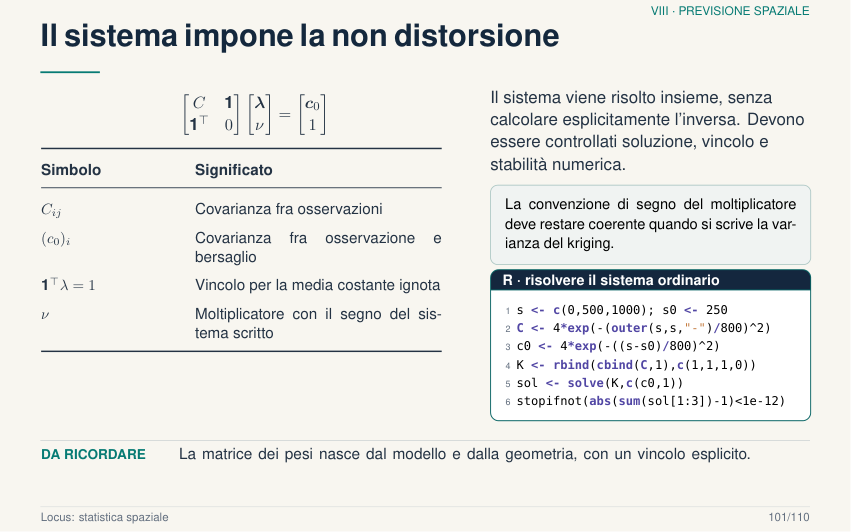 VIII · PREVISIONE SPAZIALE
Il sistema impone la non distorsione
[C 1; 1⊤ 0] [λ; ν] = [c₀; 1]
Simbolo Significato
C_{ij} Covarianza fra osservazioni
(c₀)_i Covarianza fra osservazione e
bersaglio
1⊤λ = 1 Vincolo per la media costante ignota
ν Moltiplicatore con il segno del sis-
tema scritto
Il sistema viene risolto insieme, senza
calcolare esplicitamente l'inversa. Devono
essere controllati soluzione, vincolo e
stabilità numerica.
La convenzione di segno del moltiplicatore
deve restare coerente quando si scrive la var-
ianza del kriging.
R · risolvere il sistema ordinario
1 s <- c(0,500,1000); s0 <- 250
2 C <- 4*exp(-(outer(s,s,"-")/800)^2)
3 c0 <- 4*exp(-((s-s0)/800)^2)
4 K <- rbind(cbind(C,1),c(1,1,1,0))
5 sol <- solve(K,c(c0,1))
6 stopifnot(abs(sum(sol[1:3])-1)<1e-12)
DA RICORDARE La matrice dei pesi nasce dal modello e dalla geometria, con un vincolo esplicito.
Locus: statistica spaziale
101/110